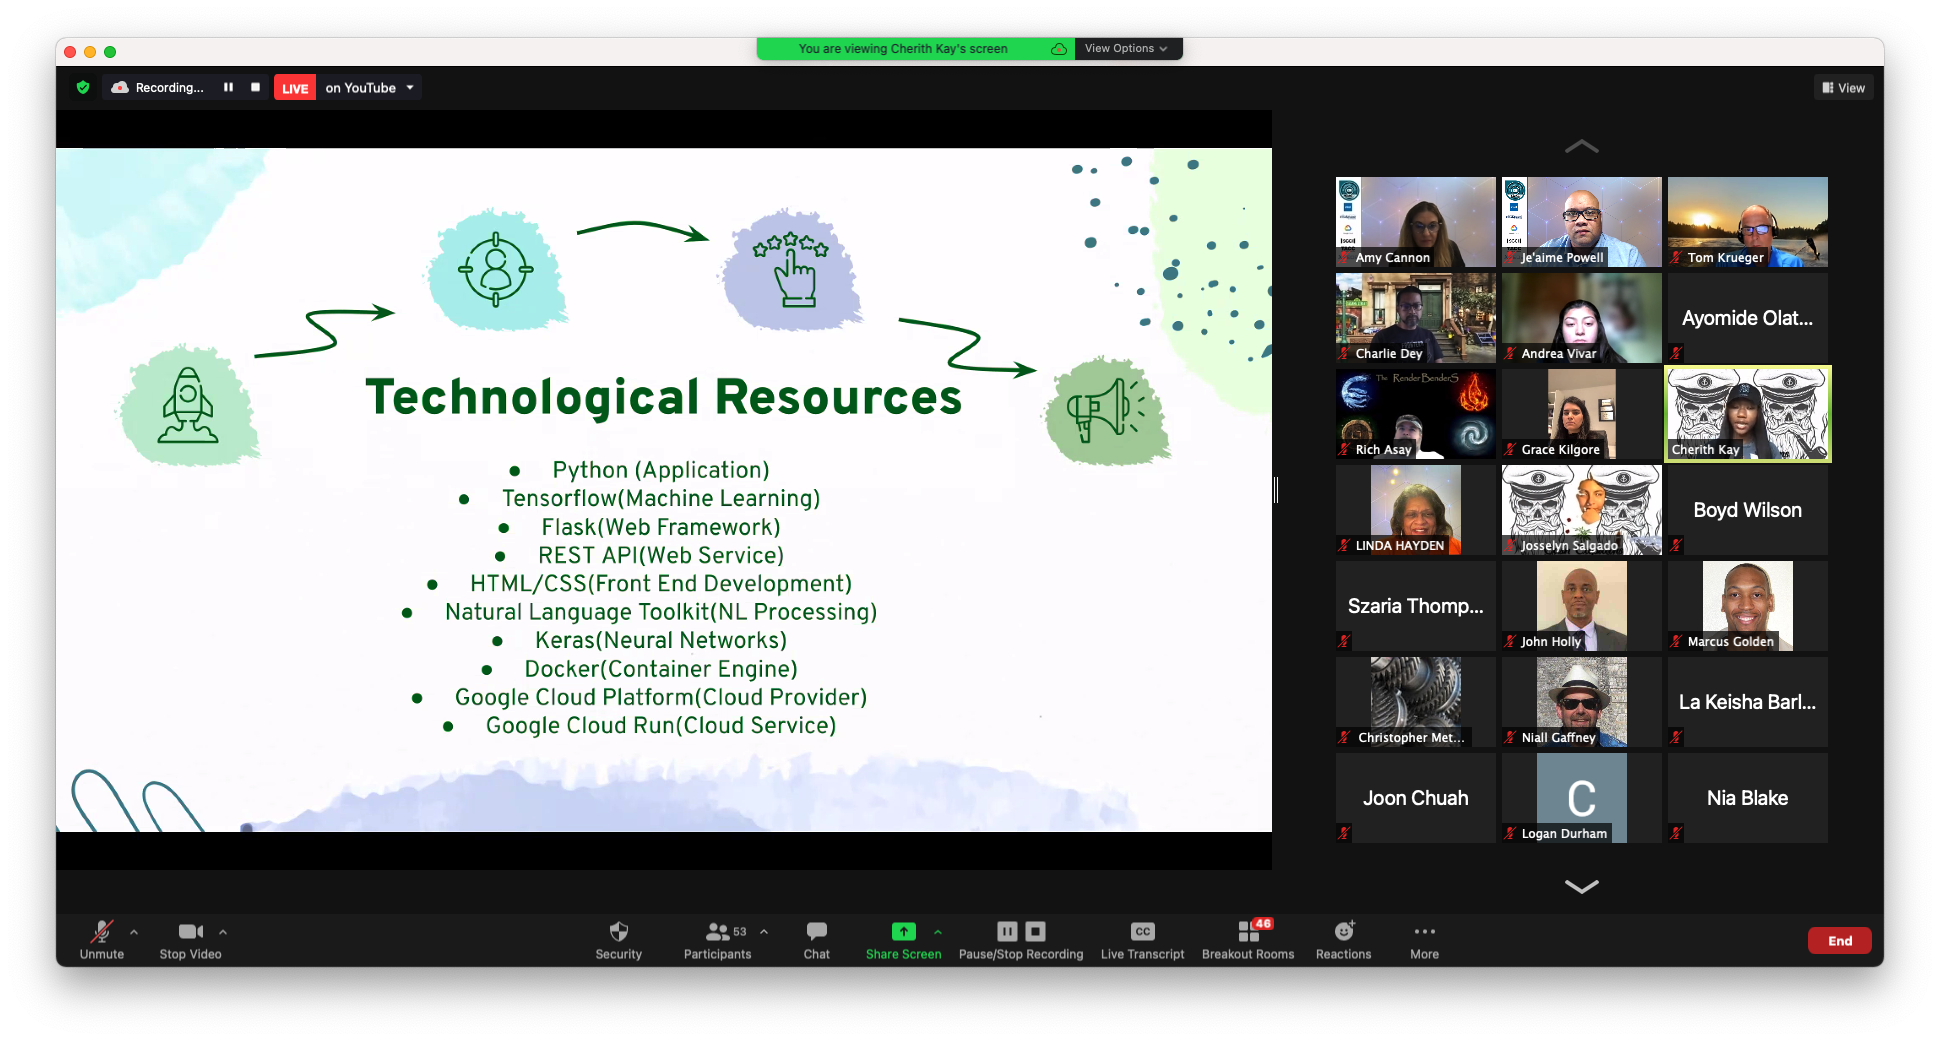 You are viewing Cherith Kay's screen
View Options
Recording...
LIVE
on YouTube
View
Technological Resources
● Python (Application)
● Tensorflow(Machine Learning)
● Flask(Web Framework)
● REST API(Web Service)
● HTML/CSS(Front End Development)
● Natural Language Toolkit(NL Processing)
● Keras(Neural Networks)
● Docker(Container Engine)
● Google Cloud Platform(Cloud Provider)
● Google Cloud Run(Cloud Service)
Amy Cannon
Je'aime Powell
Tom Krueger
Charlie Dey
Andrea Vivar
Ayomide Olat...
The RenderBenderS
Rich Asay
Grace Kilgore
Cherith Kay
LINDA HAYDEN
Josselyn Salgado
Boyd Wilson
Szaria Thomp...
John Holly
Marcus Golden
Christopher Met...
Niall Gaffney
La Keisha Barl...
Joon Chuah
C
Logan Durham
Nia Blake
Unmute
Stop Video
Security
53
Participants
Chat
Share Screen
Pause/Stop Recording
CC
Live Transcript
46
Breakout Rooms
Reactions
More
End